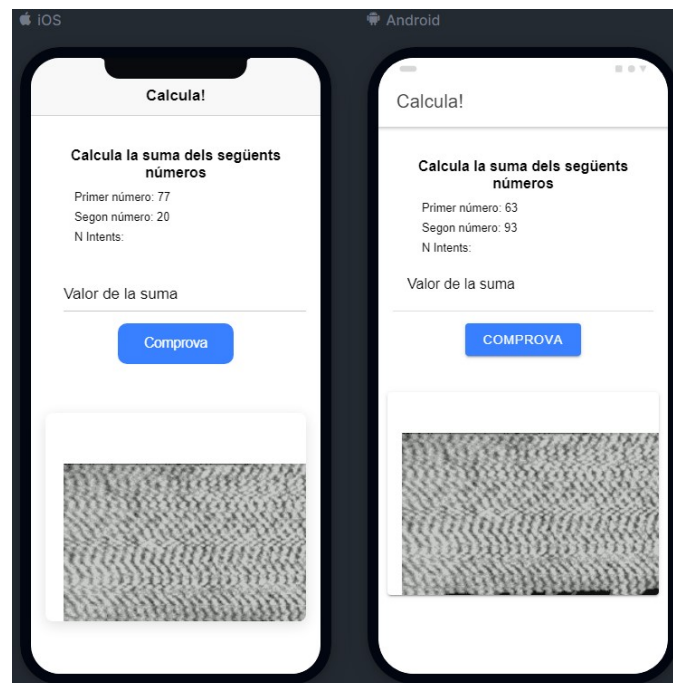 iOS
Calcula!
Calcula la suma dels següents
números
Primer número: 77
Segon número: 20
N Intents:
Valor de la suma
Comprova
Android
Calcula!
Calcula la suma dels següents
números
Primer número: 63
Segon número: 93
N Intents:
Valor de la suma
COMPROVA